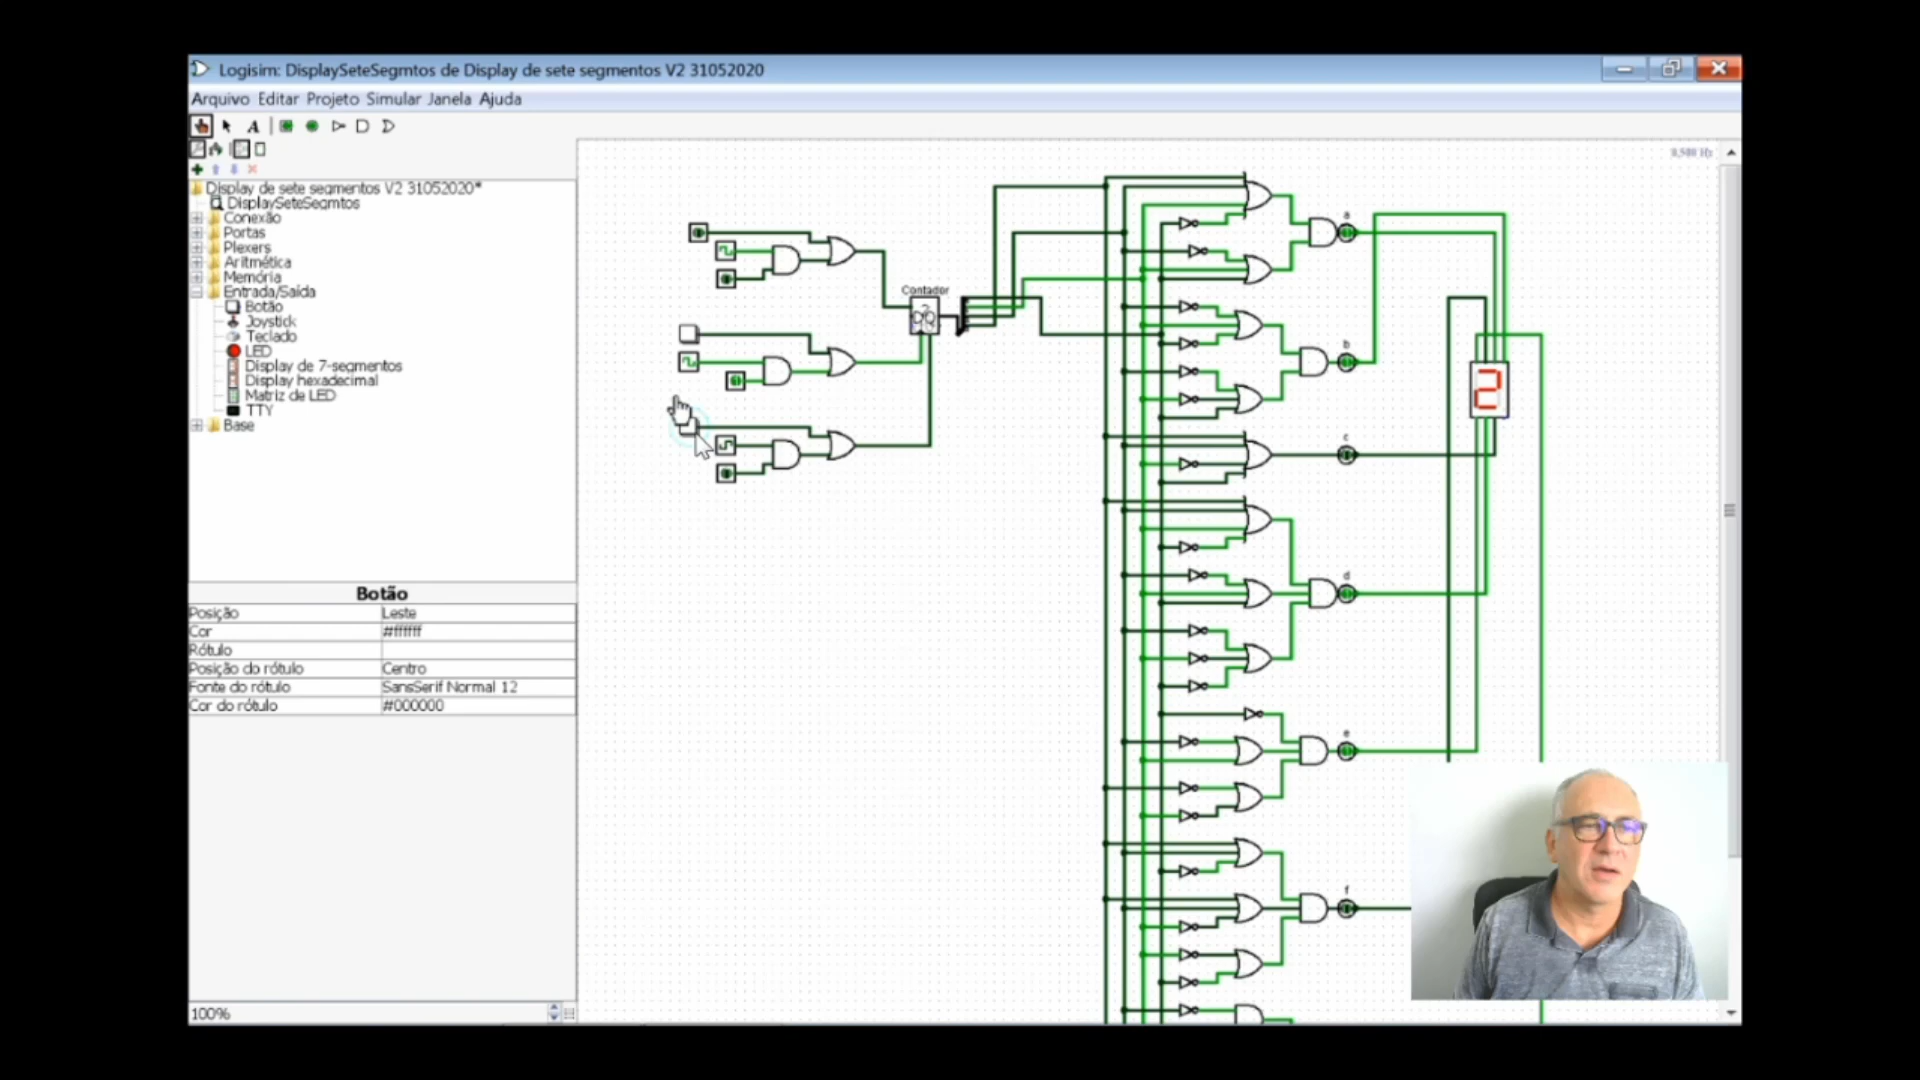 Logisim: DisplaySeteSegmtos de Display de sete segmentos V2 31052020
Arquivo Editar Projeto Simular Janela Ajuda
A
Display de sete segmentos V2 31052020*
DisplaySeteSegmtos
Conexão
Portas
Plexers
Aritmética
Memória
Entrada/Saída
Botão
Joystick
Teclado
LED
Display de 7-segmentos
Display hexadecimal
Matriz de LED
TTY
Base
Botão
Posição Leste
Cor #ffffff
Rótulo
Posição do rótulo Centro
Fonte do rótulo SansSerif Normal 12
Cor do rótulo #000000
100%
Contador
a
b
c
d
e
f
2